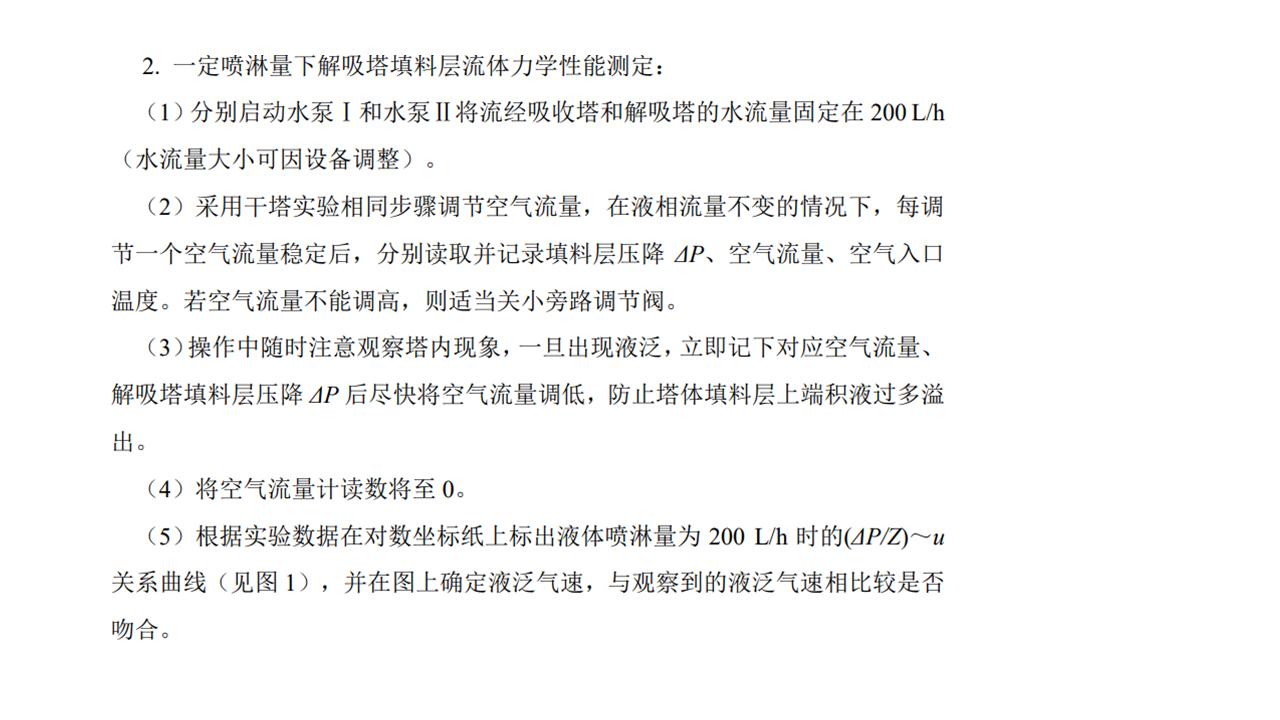 2. 一定喷淋量下解吸塔填料层流体力学性能测定：
（1）分别启动水泵Ⅰ和水泵Ⅱ将流经吸收塔和解吸塔的水流量固定在 200 L/h
（水流量大小可因设备调整）。
（2）采用干塔实验相同步骤调节空气流量，在液相流量不变的情况下，每调
节一个空气流量稳定后，分别读取并记录填料层压降 ΔP、空气流量、空气入口
温度。若空气流量不能调高，则适当关小旁路调节阀。
（3）操作中随时注意观察塔内现象，一旦出现液泛，立即记下对应空气流量、
解吸塔填料层压降 ΔP 后尽快将空气流量调低，防止塔体填料层上端积液过多溢
出。
（4）将空气流量计读数将至 0。
（5）根据实验数据在对数坐标纸上标出液体喷淋量为 200 L/h 时的(ΔP/Z)～u
关系曲线（见图 1），并在图上确定液泛气速，与观察到的液泛气速相比较是否
吻合。